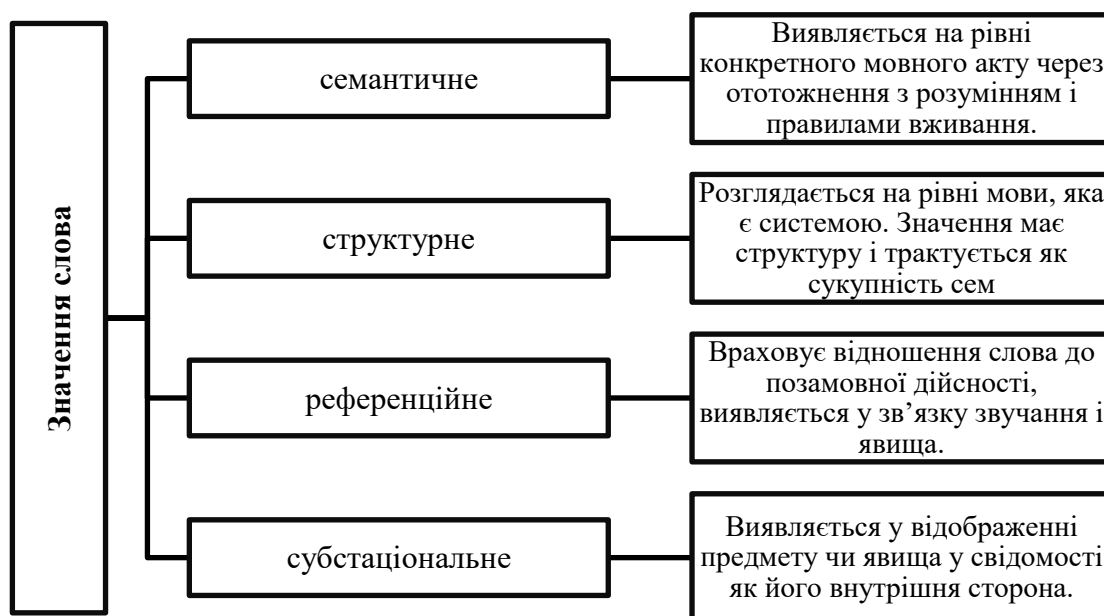 Значення слова
семантичне
Виявляється на рівні
конкретного мовного акту через
ототожнення з розумінням і
правилами вживання.
структурне
Розглядається на рівні мови, яка
є системою. Значення має
структуру і трактується як
сукупність сем
референційне
Враховує відношення слова до
позамовної дійсності,
виявляється у зв’язку звучання і
явища.
субстаціональне
Виявляється у відображенні
предмету чи явища у свідомості
як його внутрішня сторона.